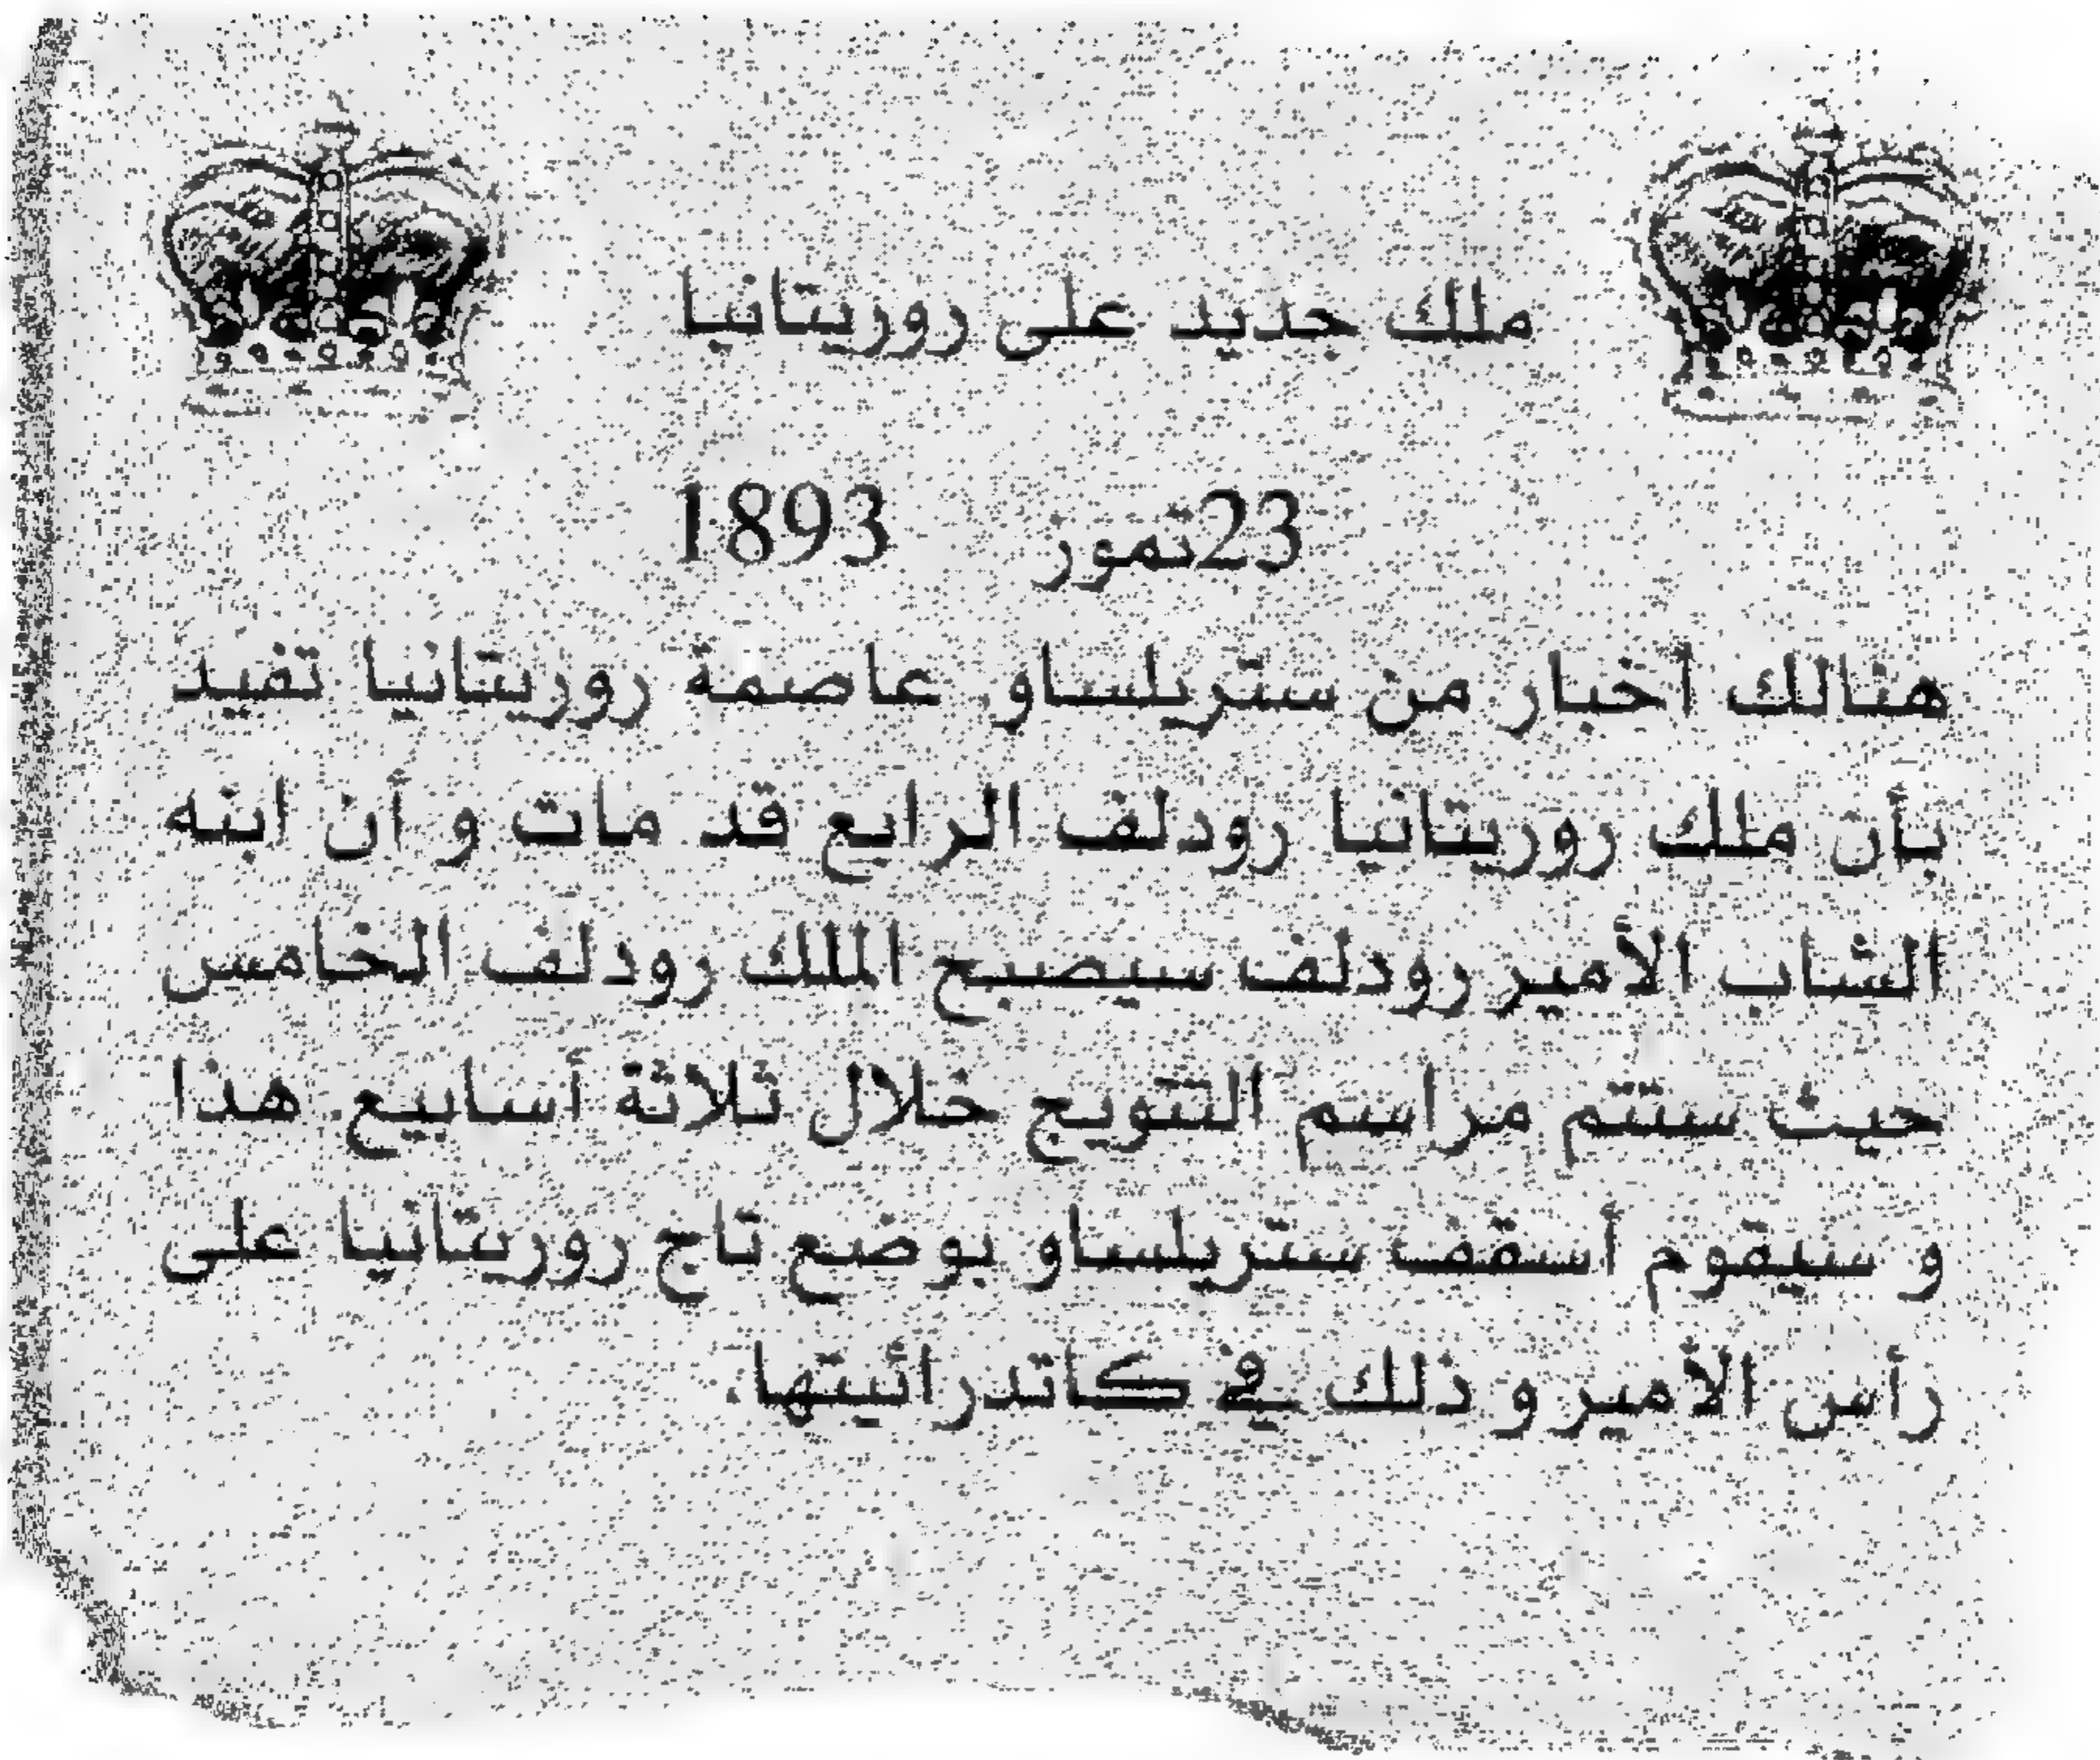 ملك جديد على روريتانيا
23تمور 1893
هنالك أخبار من ستريلساو عاصمة روريتانيا تفيد
بأن ملك روريتانيا رودلف الرابع قد مات و أن ابنه
الشاب الأمير رودلف سيصبح الملك رودلف الخامس
حيث ستتم مراسم التتويج خلال ثلاثة أسابيع. هذا
و سيقوم أسقف ستريلساو بوضع تاج روريتانيا على
رأس الأمير و ذلك في كاتدرائيتها.